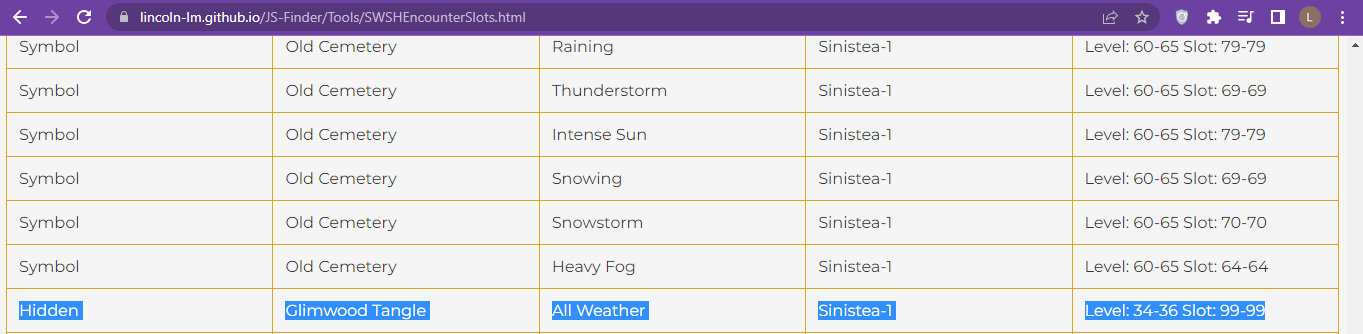 lincoln-lm.github.io/JS-Finder/Tools/SWSHEncounterSlots.html L
Symbol Old Cemetery Raining Sinistea-1 Level: 60-65 Slot: 79-79
Symbol Old Cemetery Thunderstorm Sinistea-1 Level: 60-65 Slot: 69-69
Symbol Old Cemetery Intense Sun Sinistea-1 Level: 60-65 Slot: 79-79
Symbol Old Cemetery Snowing Sinistea-1 Level: 60-65 Slot: 69-69
Symbol Old Cemetery Snowstorm Sinistea-1 Level: 60-65 Slot: 70-70
Symbol Old Cemetery Heavy Fog Sinistea-1 Level: 60-65 Slot: 64-64
Hidden Glimwood Tangle All Weather Sinistea-1 Level: 34-36 Slot: 99-99